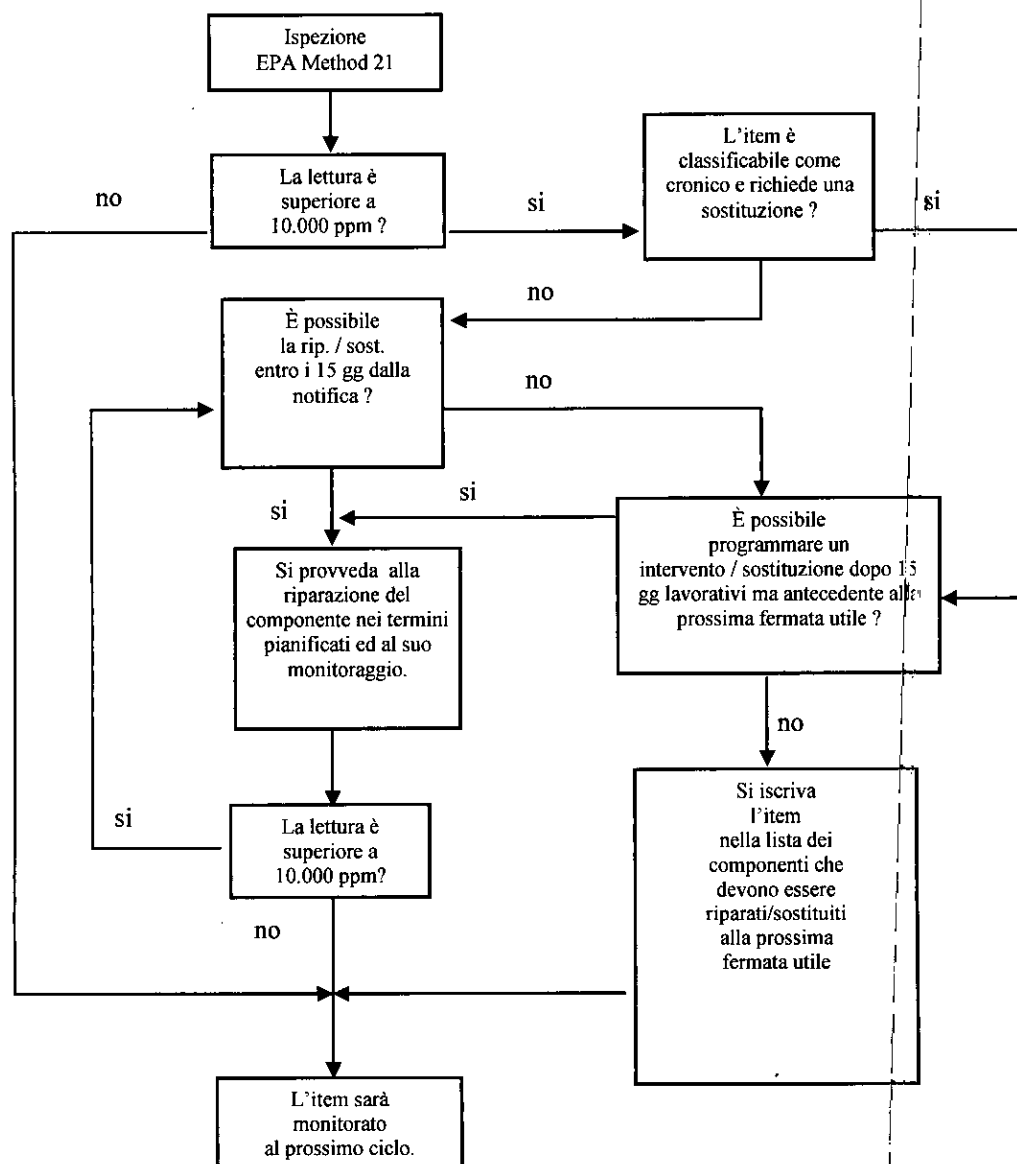 Ispezione
EPA Method 21
La lettura è
superiore a
10.000 ppm ?
no
si
L'item è
classificabile come
cronico e richiede una
sostituzione ?
si
no
È possibile
la rip. / sost.
entro i 15 gg dalla
notifica ?
no
si
si
È possibile
programmare un
intervento / sostituzione dopo 15
gg lavorativi ma antecedente alla
prossima fermata utile ?
Si provveda alla
riparazione del
componente nei termini
pianificati ed al suo
monitoraggio.
no
si
La lettura è
superiore a
10.000 ppm?
Si iscriva
l'item
nella lista dei
componenti che
devono essere
riparati/sostituiti
alla prossima
fermata utile
no
L'item sarà
monitorato
al prossimo ciclo.